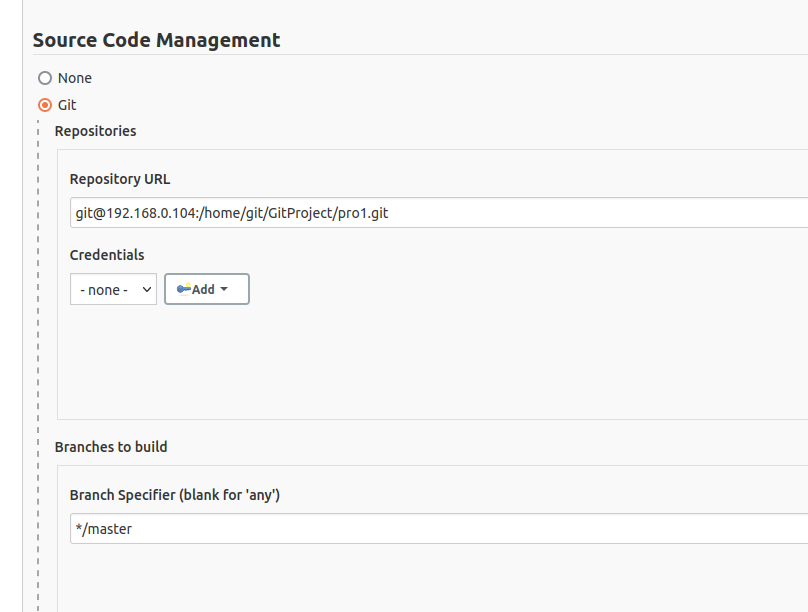 Source Code Management
None
Git
Repositories
Repository URL
git@192.168.0.104:/home/git/GitProject/pro1.git
Credentials
- none -
Add
Branches to build
Branch Specifier (blank for 'any')
*/master